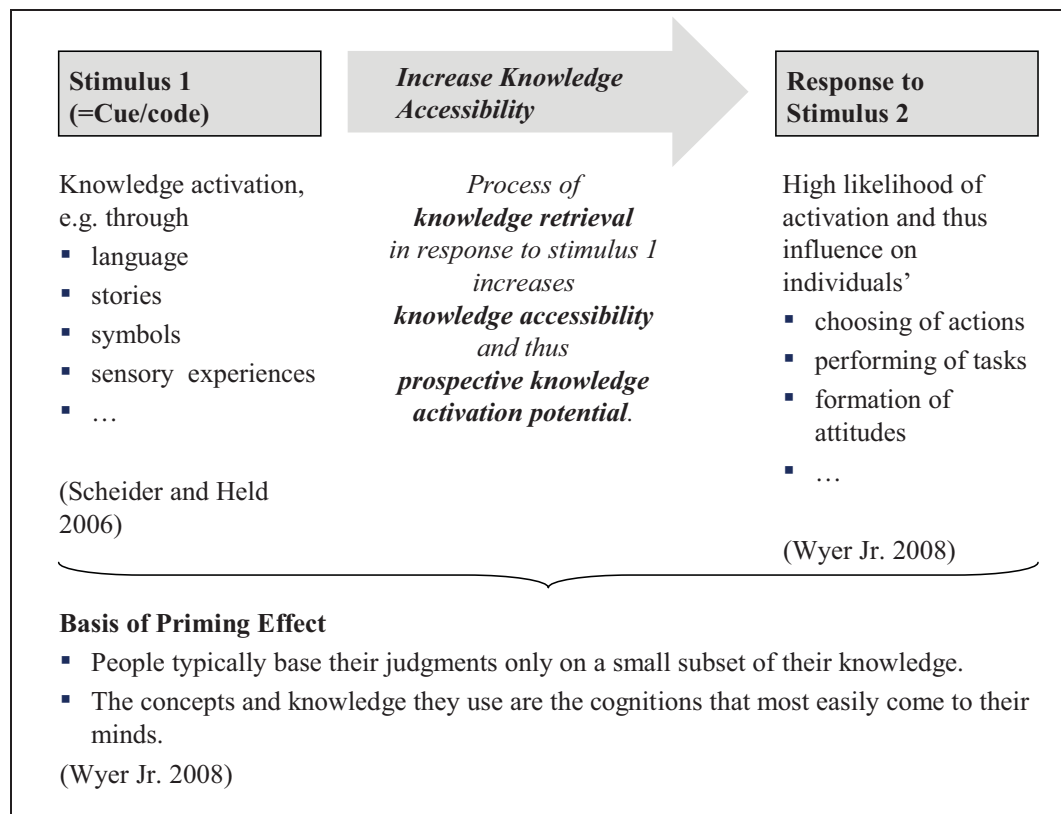 Stimulus 1
(=Cue/code)
Increase Knowledge
Accessibility
Response to
Stimulus 2
Knowledge activation,
e.g. through
▪ language
▪ stories
▪ symbols
▪ sensory experiences
▪ …
(Scheider and Held
2006)
Process of
knowledge retrieval
in response to stimulus 1
increases
knowledge accessibility
and thus
prospective knowledge
activation potential.
High likelihood of
activation and thus
influence on
individuals’
▪ choosing of actions
▪ performing of tasks
▪ formation of
attitudes
▪ …
(Wyer Jr. 2008)
Basis of Priming Effect
▪ People typically base their judgments only on a small subset of their knowledge.
▪ The concepts and knowledge they use are the cognitions that most easily come to their
minds.
(Wyer Jr. 2008)